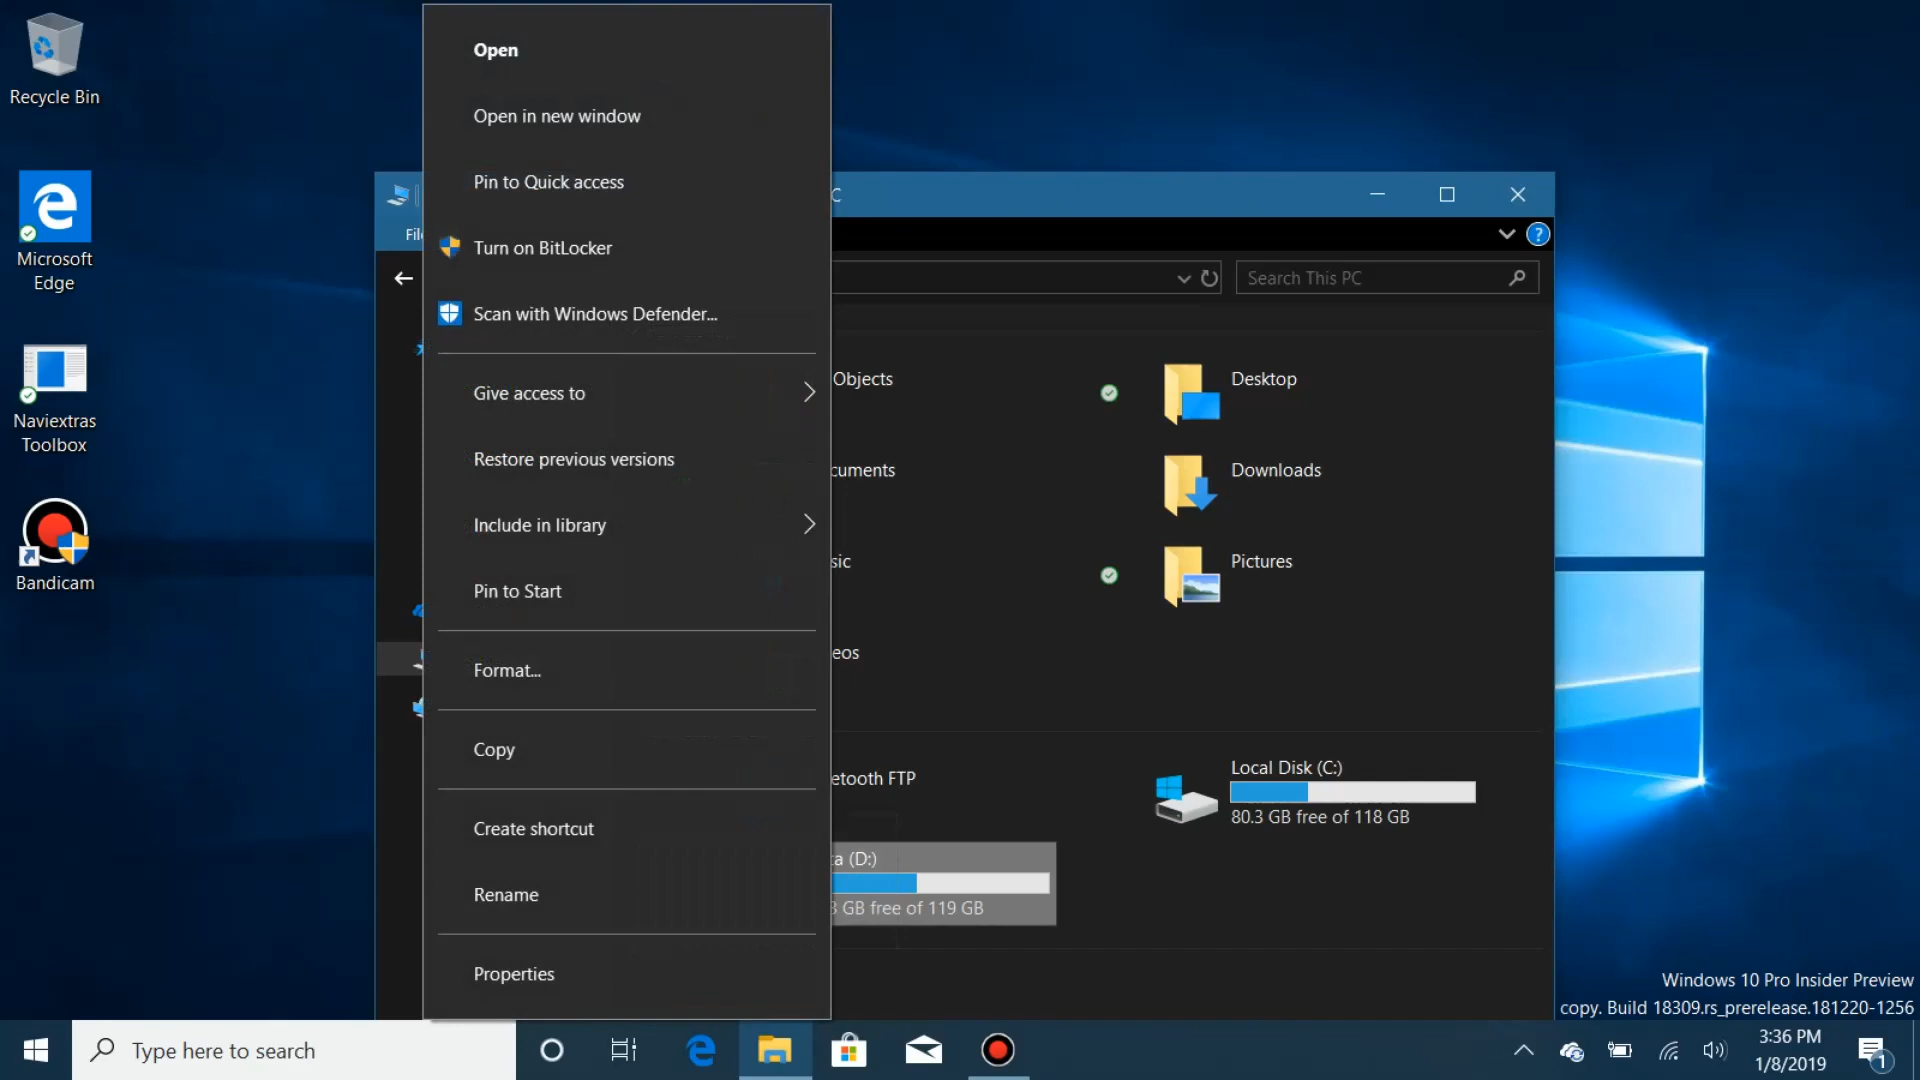 Recycle Bin
Microsoft
Edge
Naviextras
Toolbox
Bandicam
Open
Open in new window
Pin to Quick access
Turn on BitLocker
Scan with Windows Defender...
Give access to
Restore previous versions
Include in library
Pin to Start
Format...
Copy
Create shortcut
Rename
Properties
C
Fil
?
Search This PC
Objects
Desktop
cuments
Downloads
sic
Pictures
eos
etooth FTP
Local Disk (C:)
80.3 GB free of 118 GB
a (D:)
GB free of 119 GB
Windows 10 Pro Insider Preview
copy. Build 18309.rs_prerelease.181220-1256
Type here to search
3:36 PM
1/8/2019
1